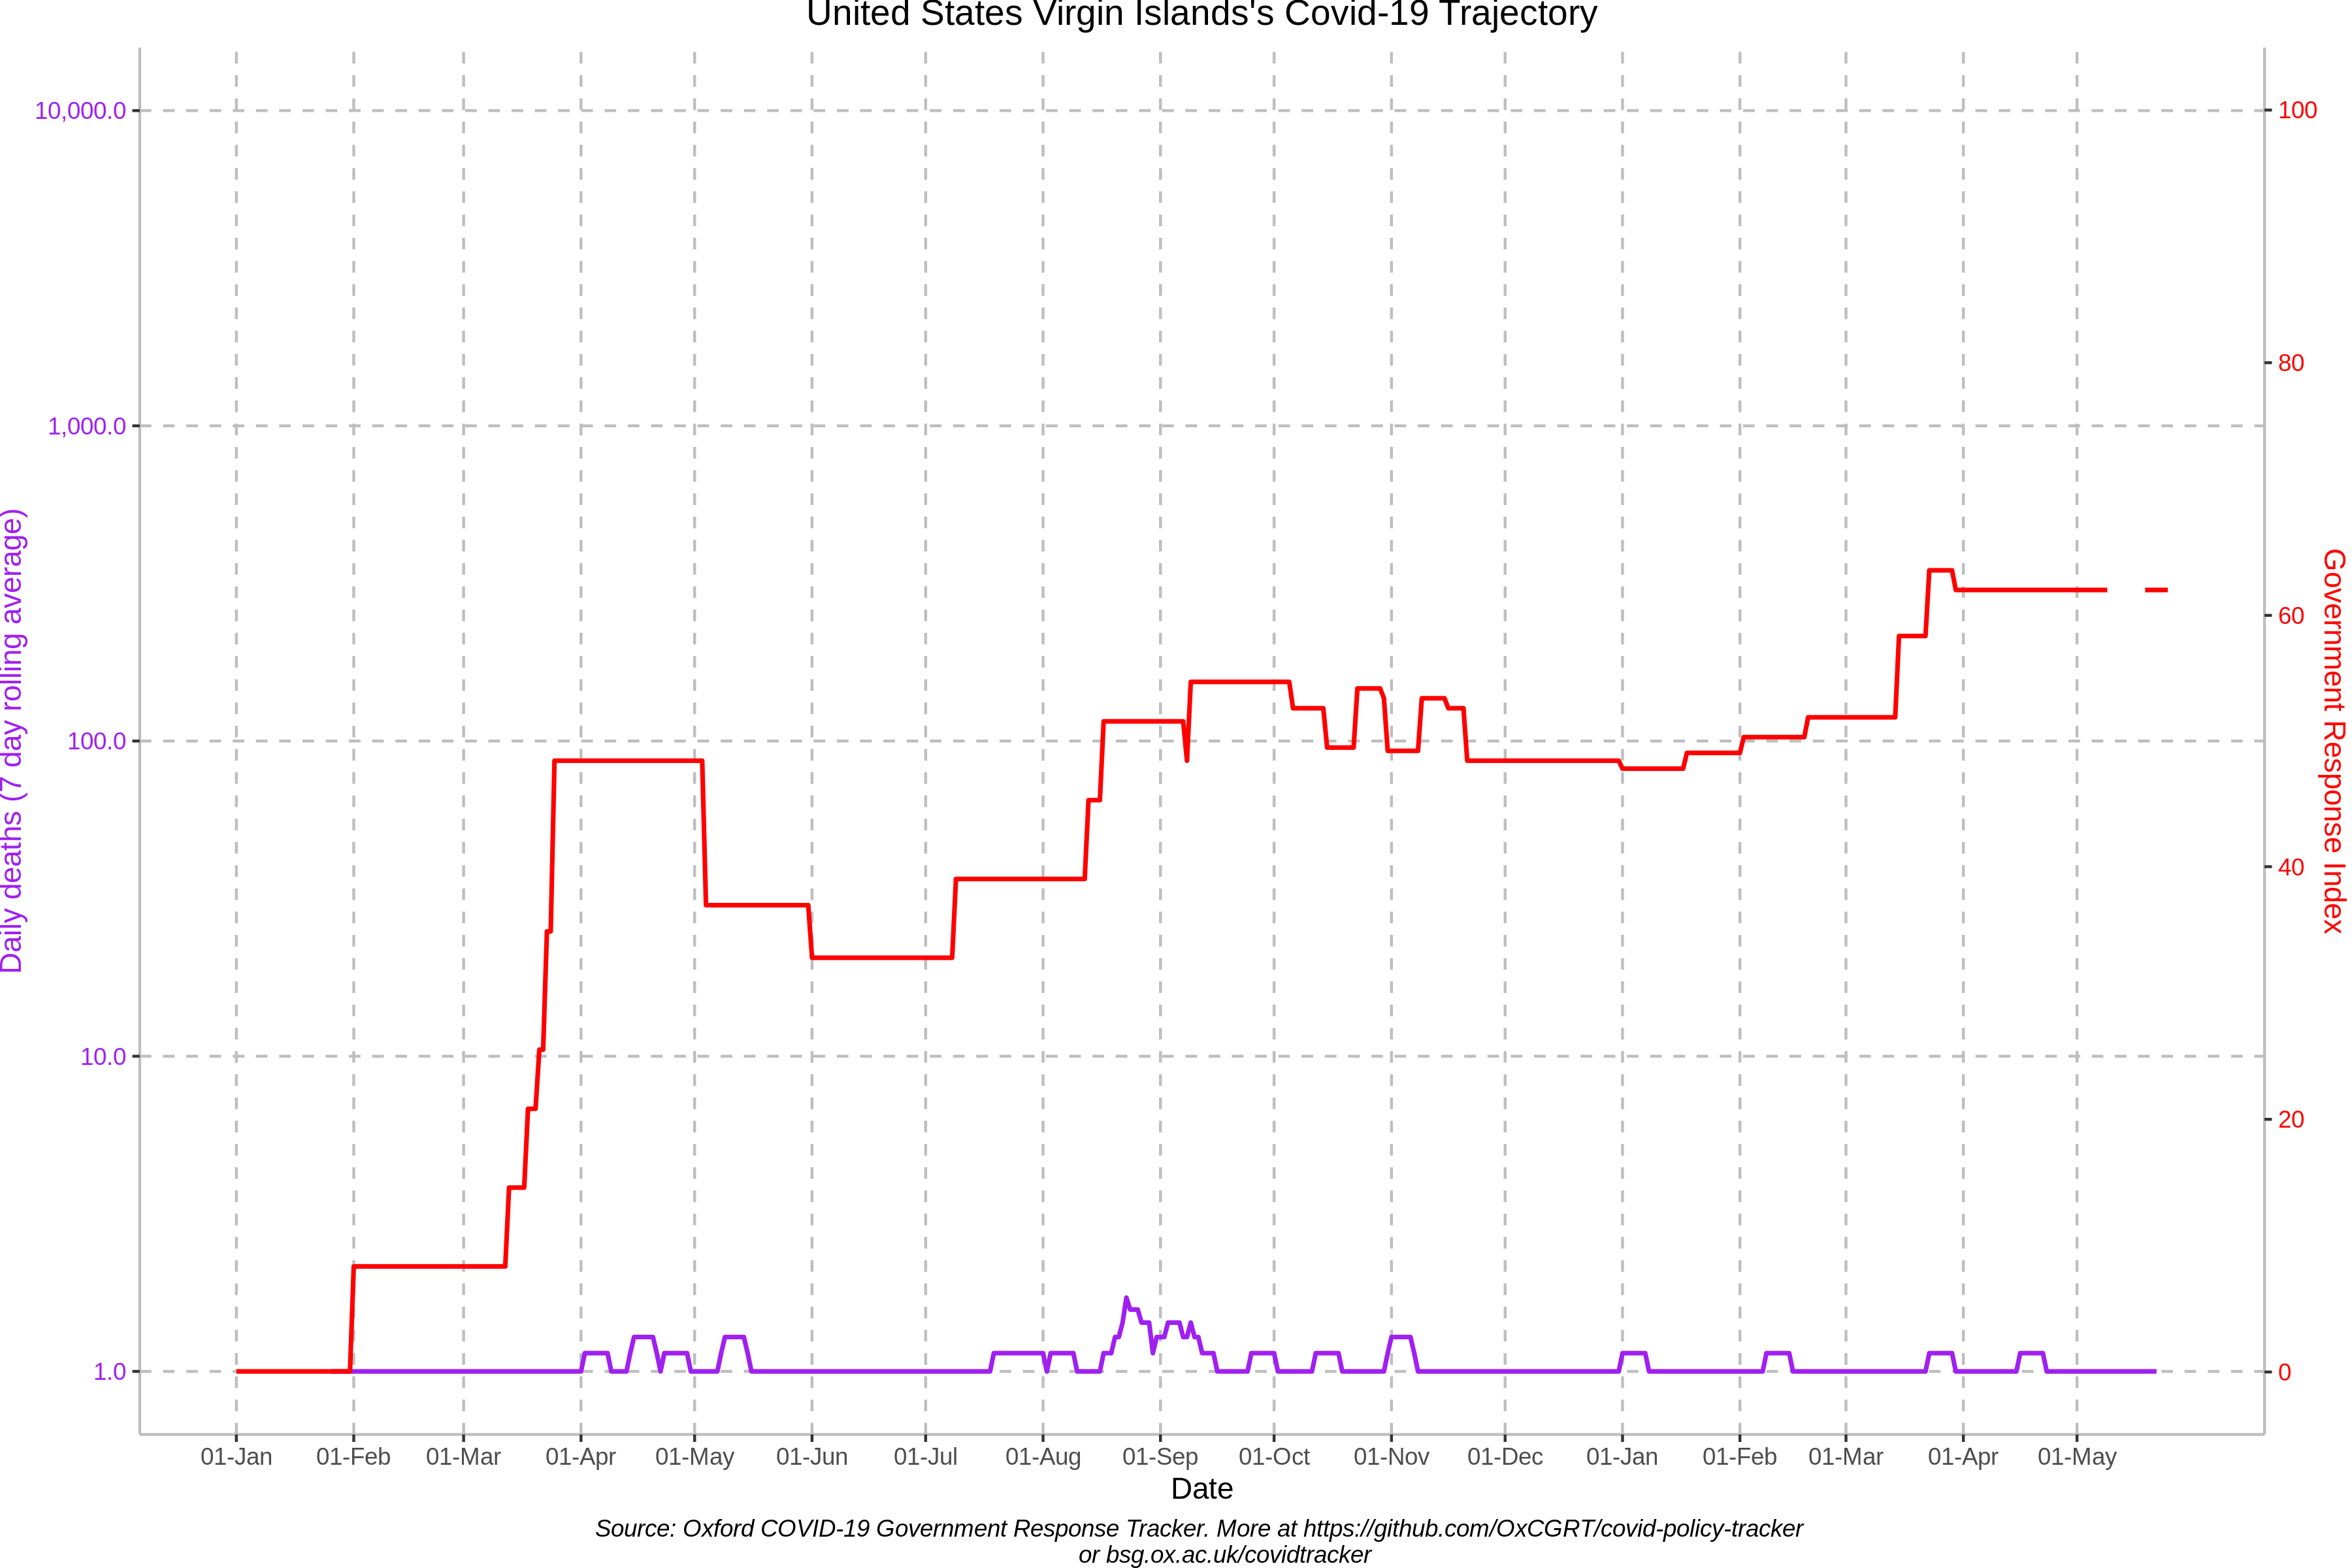 United States Virgin Islands's Covid-19 Trajectory
10,000.0
1,000.0
100.0
10.0
1.0
Daily deaths (7 day rolling average)
100
80
60
40
20
0
Government Response Index
01-Jan 01-Feb 01-Mar 01-Apr 01-May 01-Jun 01-Jul 01-Aug 01-Sep 01-Oct 01-Nov 01-Dec 01-Jan 01-Feb 01-Mar 01-Apr 01-May
Date
Source: Oxford COVID-19 Government Response Tracker. More at https://github.com/OxCGRT/covid-policy-tracker
or bsg.ox.ac.uk/covidtracker